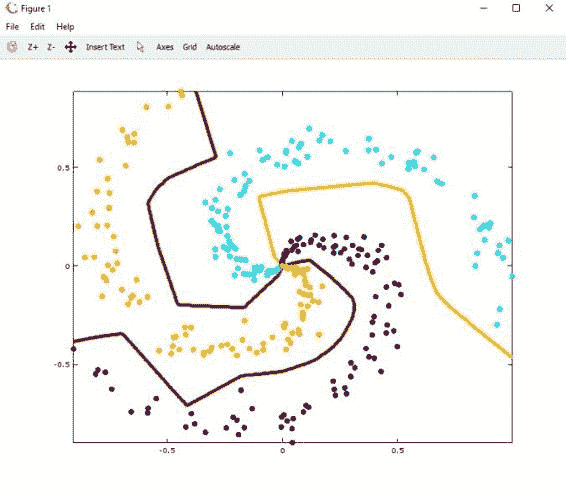 Figure 1
File Edit Help
Z+ Z- Insert Text Axes Grid Autoscale
0.5
0
-0.5
-0.5 0 0.5